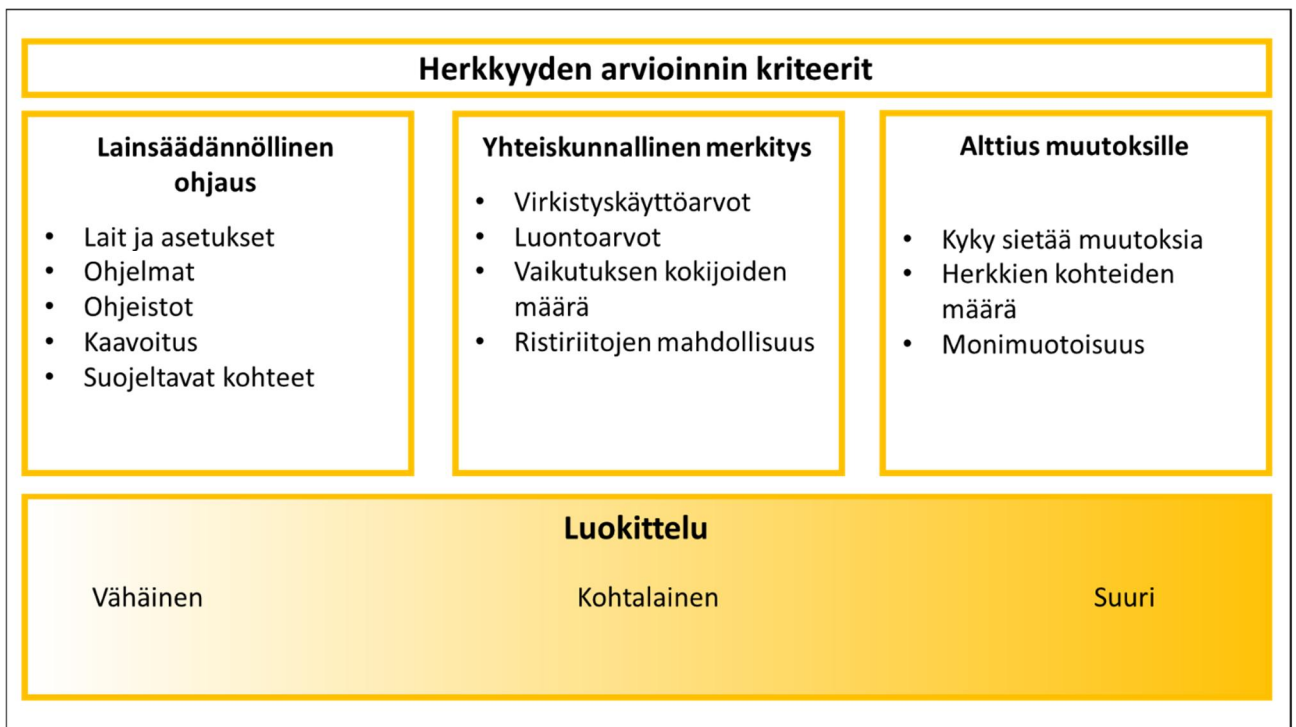 Herkkyyden arvioinnin kriteerit
Lainsäädännöllinen
ohjaus
• Lait ja asetukset
• Ohjelmat
• Ohjeistot
• Kaavoitus
• Suojeltavat kohteet
Yhteiskunnallinen merkitys
• Virkistyskäyttöarvot
• Luontoarvot
• Vaikutuksen kokijoiden
määrä
• Ristiriitojen mahdollisuus
Alttius muutoksille
• Kyky sietää muutoksia
• Herkkien kohteiden
määrä
• Monimuotoisuus
Luokittelu
Vähäinen
Kohtalainen
Suuri